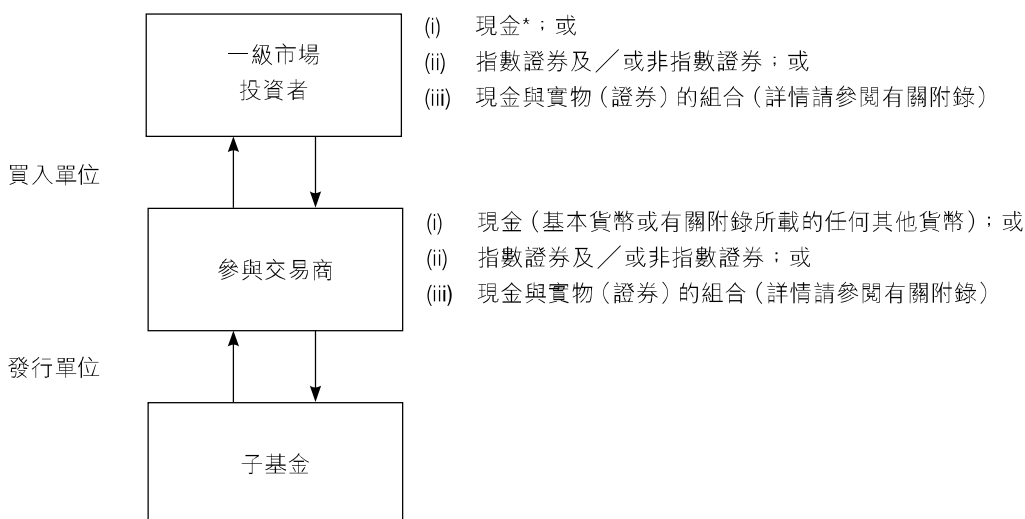 一級市場
投資者
(i) 現金*；或
(ii) 指數證券及／或非指數證券；或
(iii) 現金與實物（證券）的組合（詳情請參閱有關附錄）
買入單位
參與交易商
(i) 現金（基本貨幣或有關附錄所載的任何其他貨幣）；或
(ii) 指數證券及／或非指數證券；或
(iii) 現金與實物（證券）的組合（詳情請參閱有關附錄）
發行單位
子基金